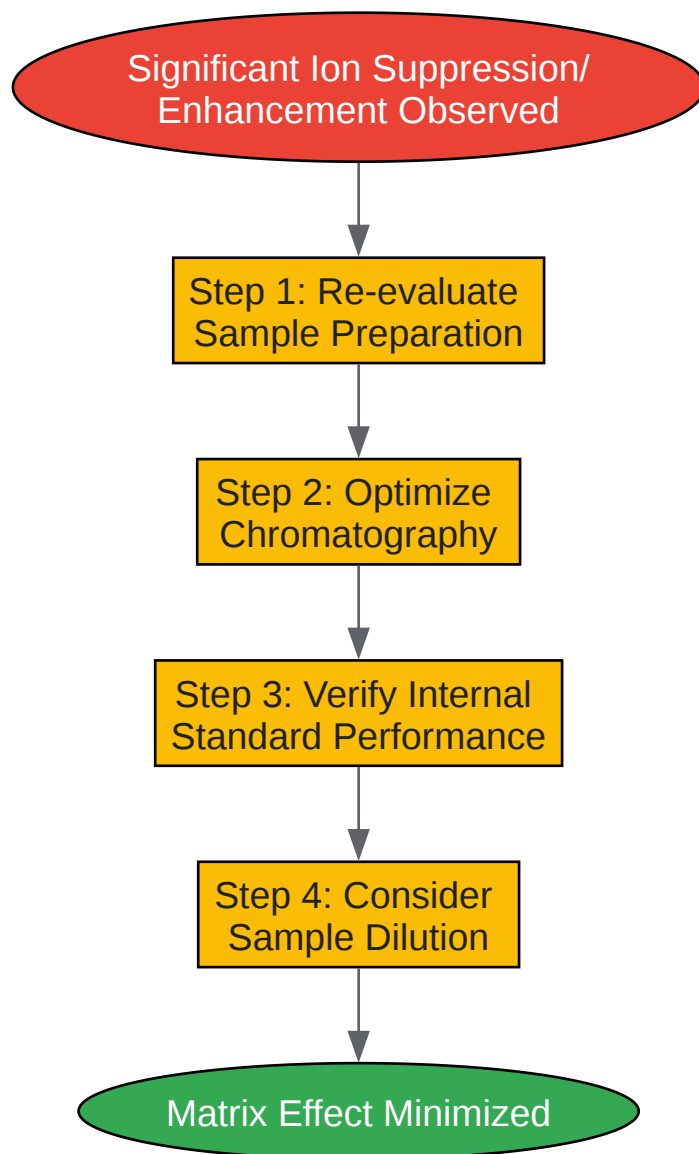 Significant Ion Suppression/
Enhancement Observed
Step 1: Re-evaluate
Sample Preparation
Step 2: Optimize
Chromatography
Step 3: Verify Internal
Standard Performance
Step 4: Consider
Sample Dilution
Matrix Effect Minimized